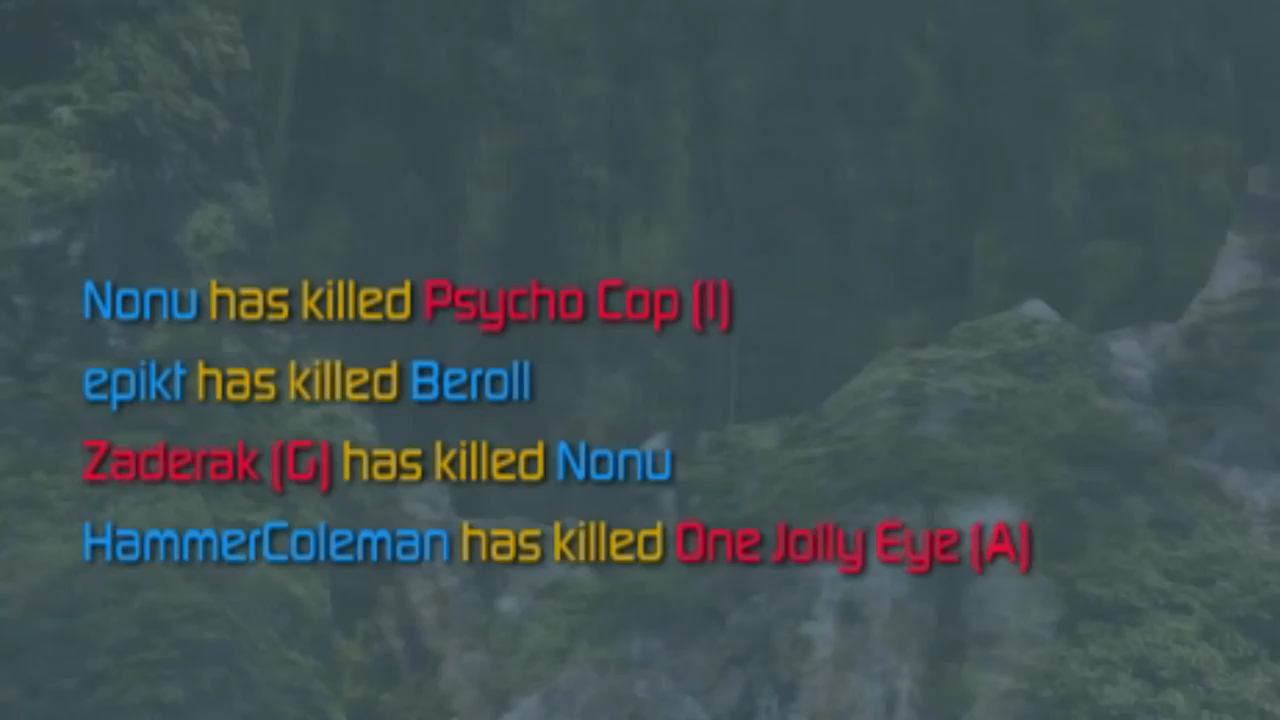 Nonu has killed Psycho Cop (I)
epikt has killed Beroll
Zaderak (G) has killed Nonu
HammerColeman has killed One Jolly Eye (A)